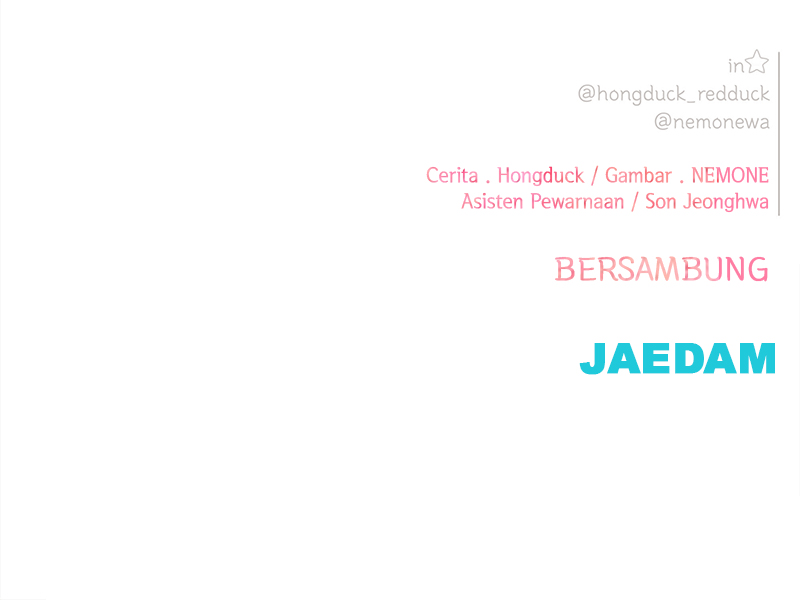 in☆
@hongduck_redduck
@nemonewa
Cerita . Hongduck / Gambar . NEMONE
Asisten Pewarnaan / Son Jeonghwa
BERSAMBUNG
JAEDAM